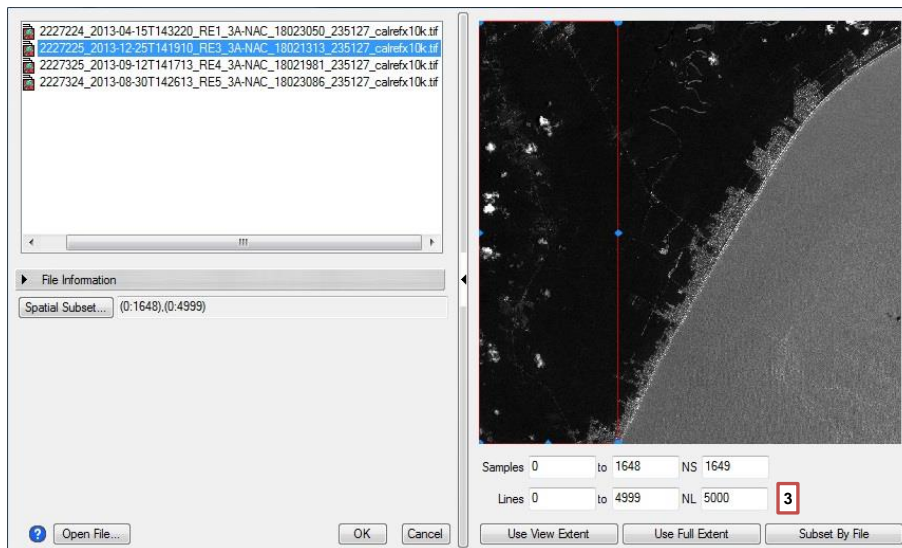 2227224_2013-04-15T143220_RE1_3A-NAC_18023050_235127_calrefx10k.tif
2227225_2013-12-25T141910_RE3_3A-NAC_18021313_235127_calrefx10k.tif
2227325_2013-09-12T141713_RE4_3A-NAC_18021981_235127_calrefx10k.tif
2227324_2013-08-30T142613_RE5_3A-NAC_18023086_235127_calrefx10k.tif
File Information
Spatial Subset... (0:1648),(0:4999)
Samples 0 to 1648 NS 1649
Lines 0 to 4999 NL 5000 3
? Open File... OK Cancel
Use View Extent Use Full Extent Subset By File